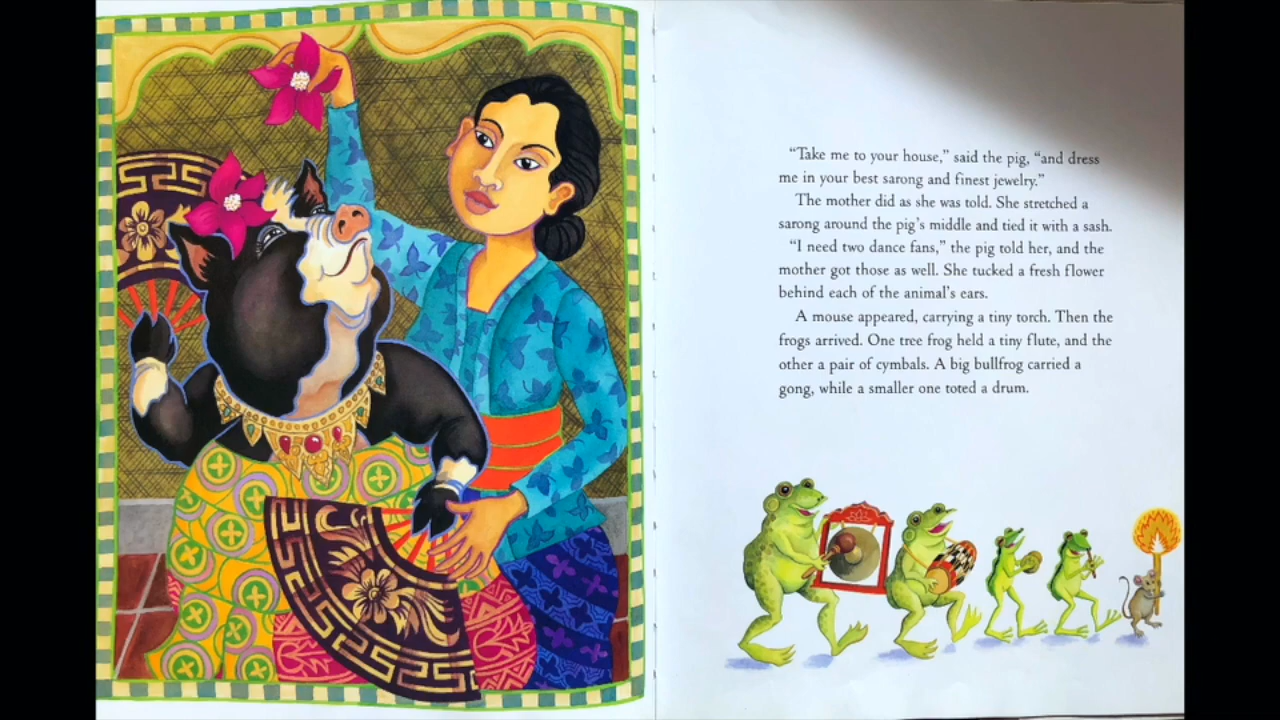 “Take me to your house,” said the pig, “and dress
me in your best sarong and finest jewelry.”
The mother did as she was told. She stretched a
sarong around the pig’s middle and tied it with a sash.
“I need two dance fans,” the pig told her, and the
mother got those as well. She tucked a fresh flower
behind each of the animal’s ears.
A mouse appeared, carrying a tiny torch. Then the
frogs arrived. One tree frog held a tiny flute, and the
other a pair of cymbals. A big bullfrog carried a
gong, while a smaller one toted a drum.